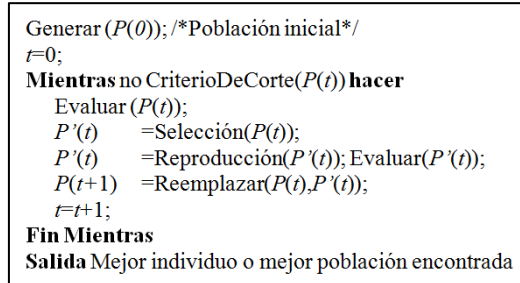 Generar (P(0)); /*Población inicial*/
t=0;
Mientras no CriterioDeCorte(P(t)) hacer
Evaluar (P(t));
P'(t) =Selección(P(t));
P'(t) =Reproducción(P'(t)); Evaluar(P'(t));
P(t+1) =Reemplazar(P(t),P'(t));
t=t+1;
Fin Mientras
Salida Mejor individuo o mejor población encontrada